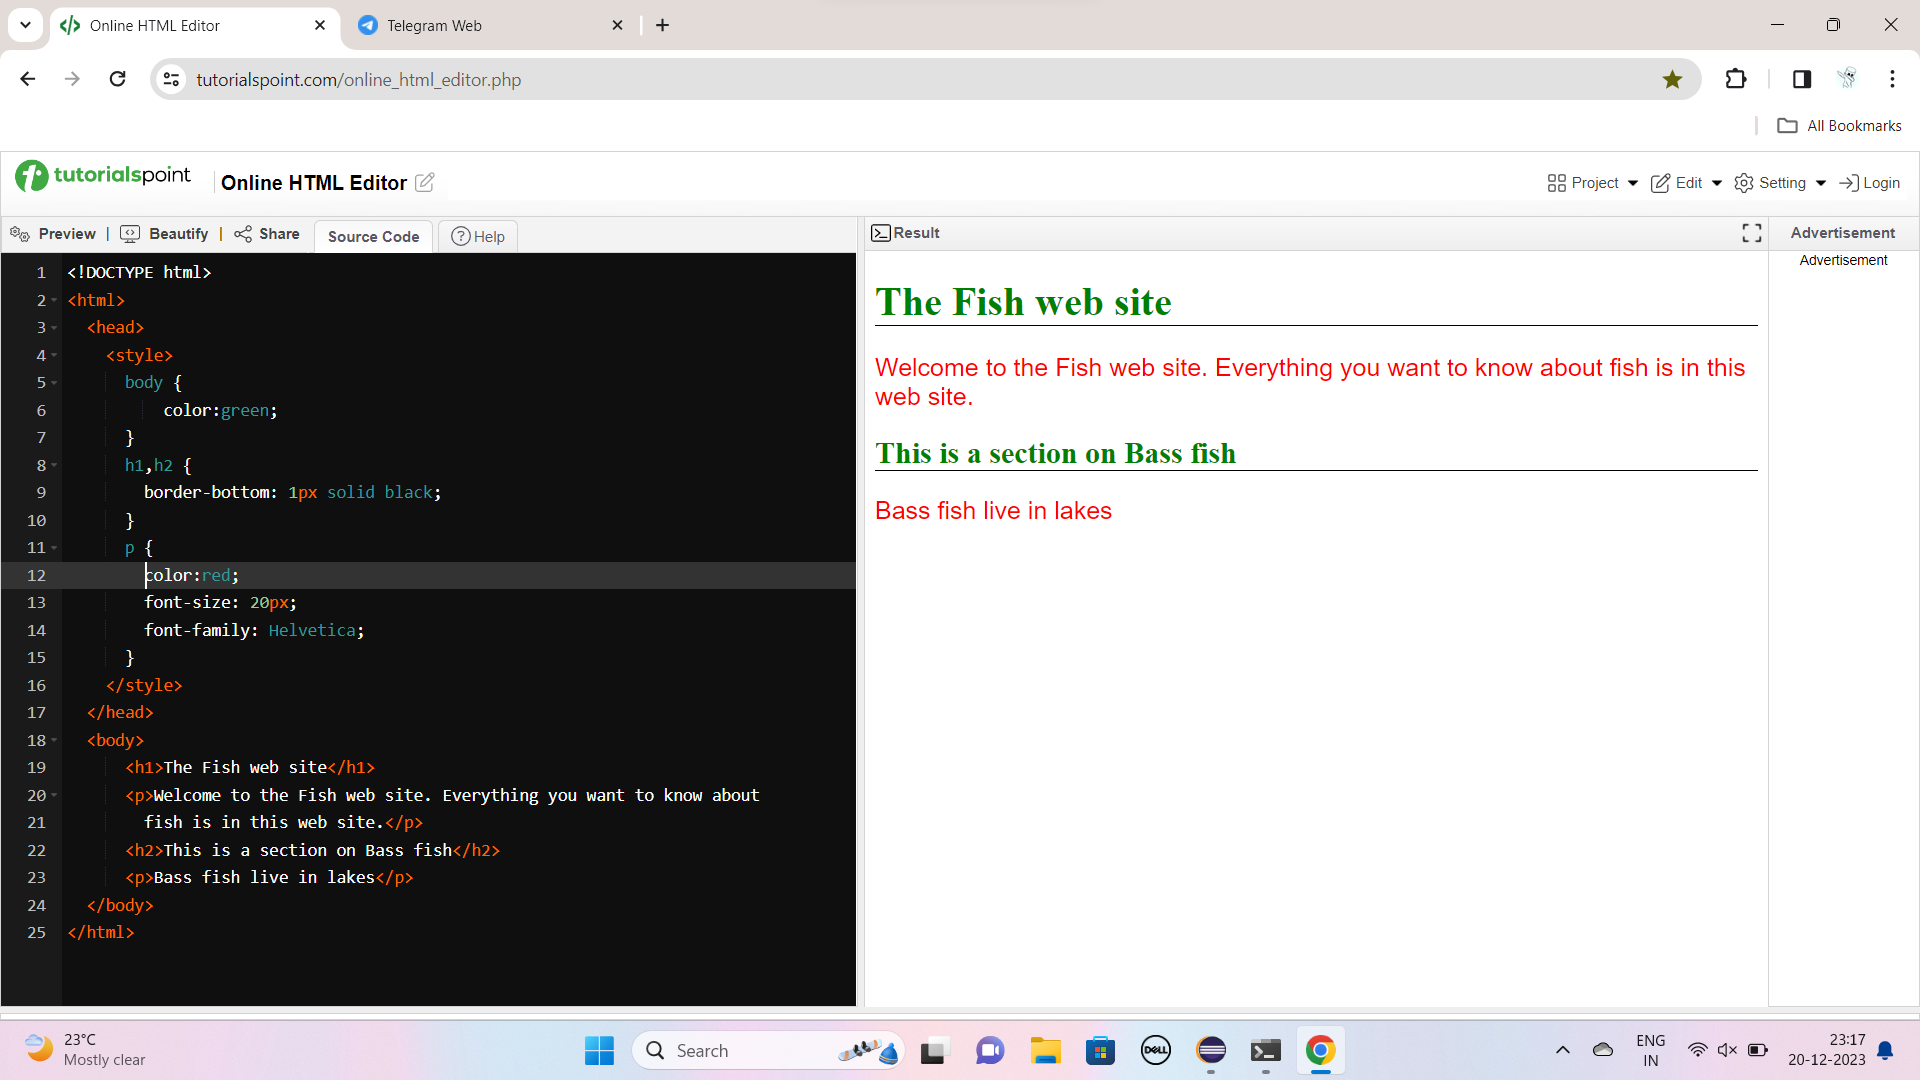 Online HTML Editor
Telegram Web
tutorialspoint.com/online_html_editor.php
All Bookmarks
tutorialspoint
Online HTML Editor
Project
Edit
Setting
Login
Preview | Beautify | Share
Source Code
Help
Result
Advertisement
Advertisement
1 <!DOCTYPE html>
2 <html>
3 <head>
4 <style>
5 body {
6 color:green;
7 }
8 h1,h2 {
9 border-bottom: 1px solid black;
10 }
11 p {
12 color:red;
13 font-size: 20px;
14 font-family: Helvetica;
15 }
16 </style>
17 </head>
18 <body>
19 <h1>The Fish web site</h1>
20 <p>Welcome to the Fish web site. Everything you want to know about
21 fish is in this web site.</p>
22 <h2>This is a section on Bass fish</h2>
23 <p>Bass fish live in lakes</p>
24 </body>
25 </html>
The Fish web site
Welcome to the Fish web site. Everything you want to know about fish is in this
web site.
This is a section on Bass fish
Bass fish live in lakes
23°C
Mostly clear
Search
DELL
ENG
IN
23:17
20-12-2023